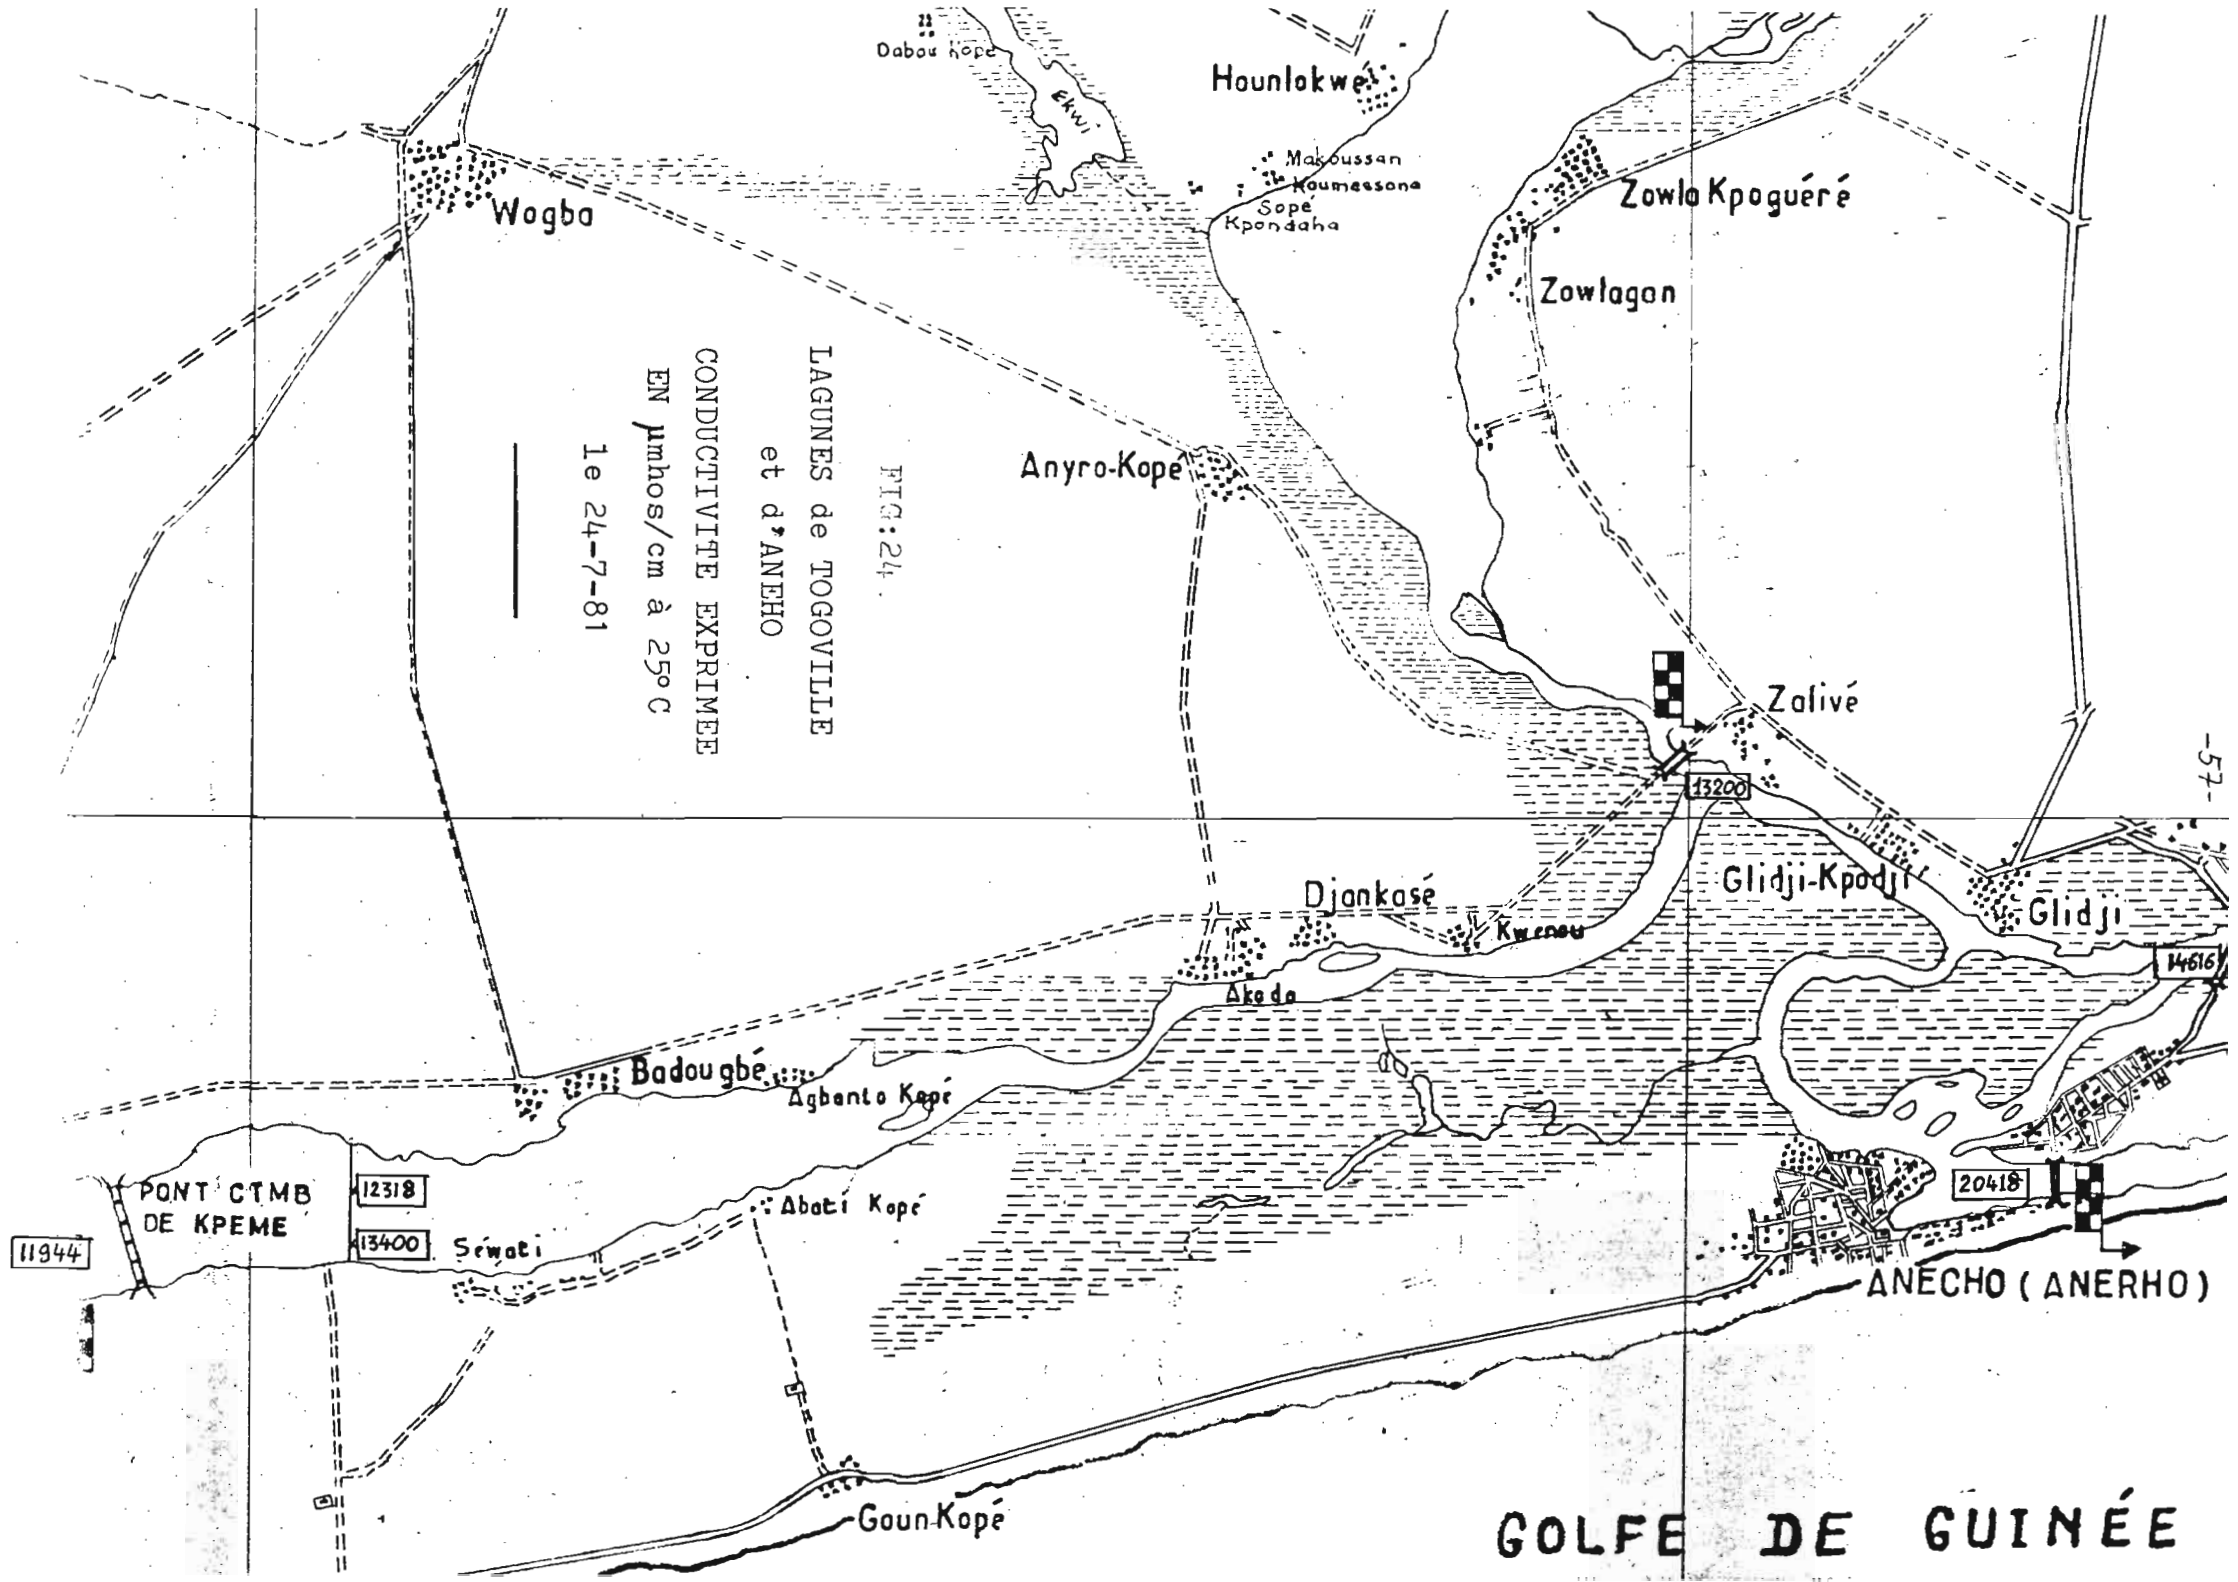 Dabou kopé
Ekwi
Hounlokwé
Makoussan
Koumessona
Sopé
Kpondaha
Wogba
Zowla Kpoguéré
Zowlagan
FIG:24.
LAGUNES de TOGOVILLE
et d'ANEHO
CONDUCTIVITE EXPRIMEE
EN µmhos/cm à 25°C
le 24-7-81
Anyro-Kopé
Zalivé
-57-
13200
Glidji-Kpodji
Glidji
Djankasé
Kwenou
14616
Akoda
Badougbé
Agbanto Kopé
PONT CTMB
DE KPEME
12318
13400
11944
Séwati
Abati Kopé
20418
ANECHO (ANERHO)
Goun-Kopé
GOLFE DE GUINÉE